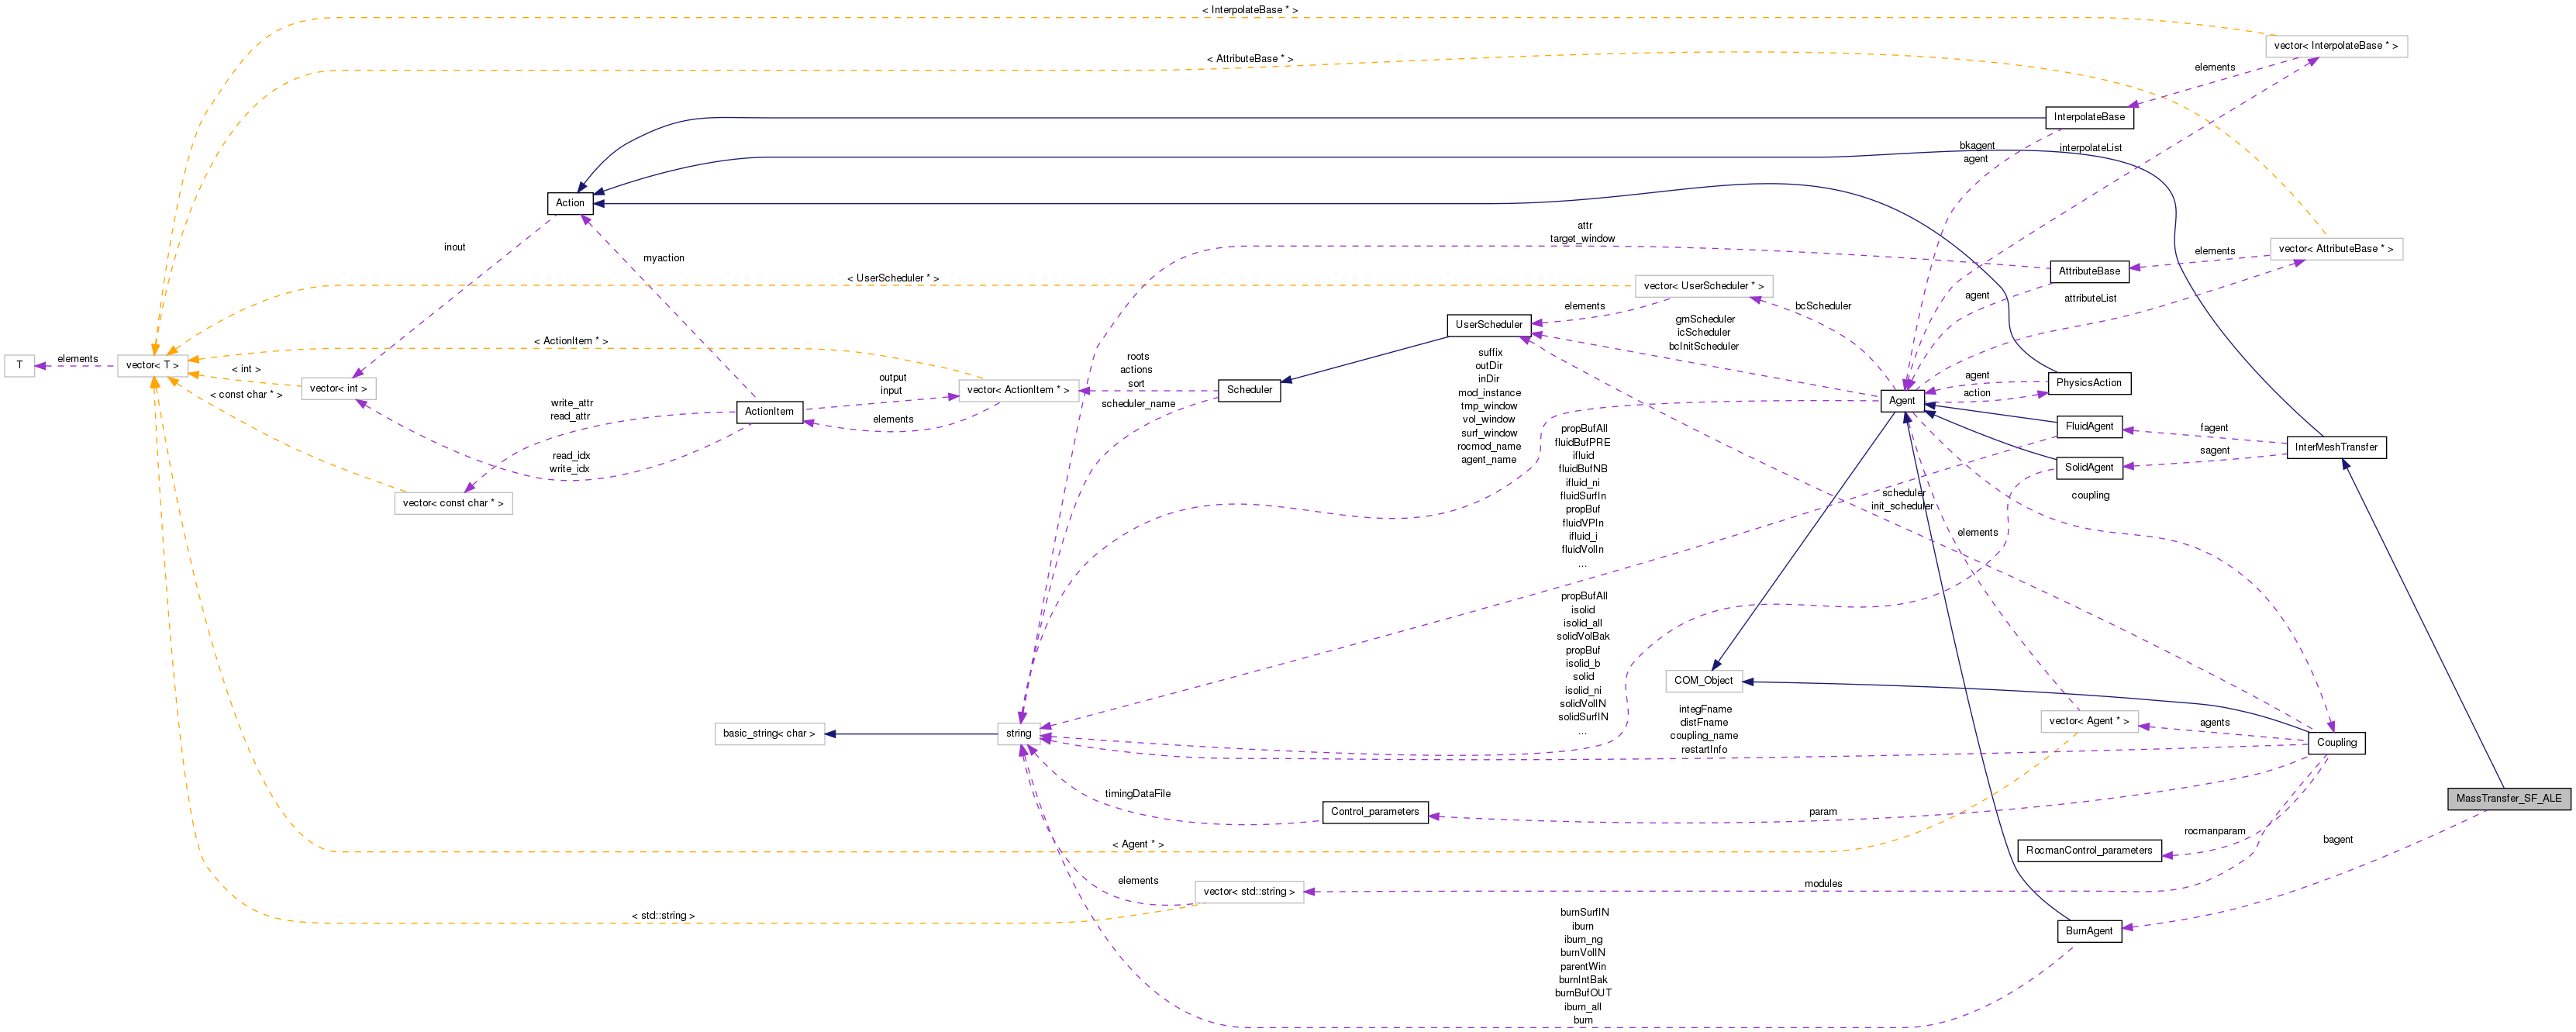 < InterpolateBase * >
vector< InterpolateBase * >
< AttributeBase * >
elements
InterpolateBase
bkagent
agent
interpolateList
Action
attr
target_window
inout
myaction
vector< AttributeBase * >
elements
AttributeBase
< UserScheduler * >
vector< UserScheduler * >
agent
attributeList
elements
bcScheduler
UserScheduler
gmScheduler
icScheduler
bcInitScheduler
< ActionItem * >
T
elements
vector< T >
< int >
vector< int >
< const char * >
output
input
roots
actions
sort
suffix
outDir
inDir
mod_instance
tmp_window
vol_window
surf_window
rocmod_name
agent_name
vector< ActionItem * >
Scheduler
scheduler_name
agent
PhysicsAction
action
Agent
write_attr
read_attr
ActionItem
elements
FluidAgent
fagent
InterMeshTransfer
sagent
SolidAgent
read_idx
write_idx
vector< const char * >
propBufAll
fluidBufPRE
ifluid
fluidBufNB
ifluid_ni
fluidSurfIn
propBuf
fluidVPIn
ifluid_i
fluidVolIn
...
scheduler
init_scheduler
coupling
elements
propBufAll
isolid
isolid_all
solidVolBak
propBuf
isolid_b
solid
isolid_ni
solidVolIN
solidSurfIN
...
COM_Object
integFname
distFname
coupling_name
restartInfo
vector< Agent * >
agents
Coupling
basic_string< char >
string
timingDataFile
Control_parameters
param
MassTransfer_SF_ALE
rocmanparam
RocmanControl_parameters
bagent
< Agent * >
elements
vector< std::string >
modules
< std::string >
burnSurfIN
iburn
iburn_ng
burnVolIN
parentWin
burnIntBak
burnBufOUT
iburn_all
burn
BurnAgent